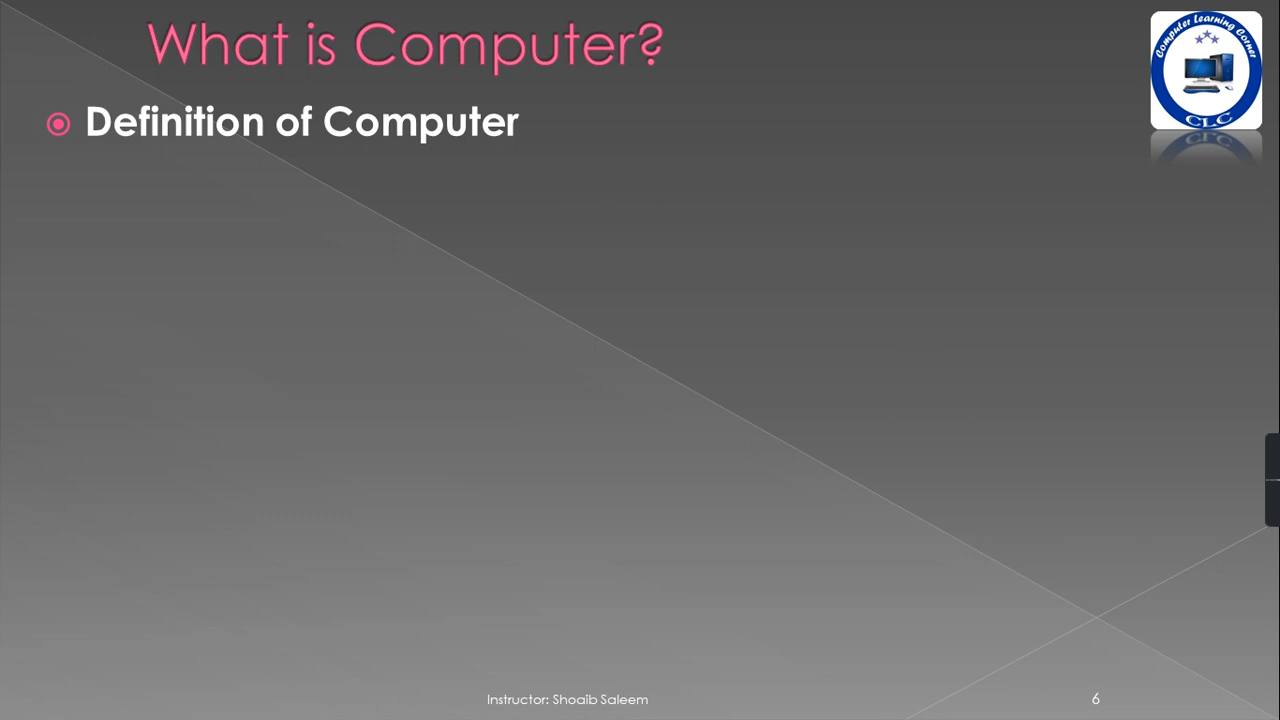 What is Computer?
Computer Learning Corner
CLC
Definition of Computer
Instructor: Shoaib Saleem
6